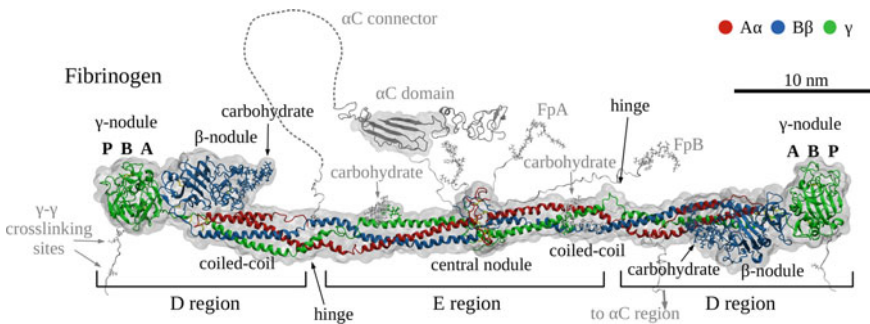 αC connector
Aα
Bβ
γ
Fibrinogen
αC domain
10 nm
FpA
hinge
γ-nodule
carbohydrate
β-nodule
P B A
carbohydrate
carbohydrate
FpB
γ-nodule
A B P
γ-γ
crosslinking
sites
coiled-coil
central nodule
coiled-coil
carbohydrate
β-nodule
D region
hinge
E region
to αC region
D region